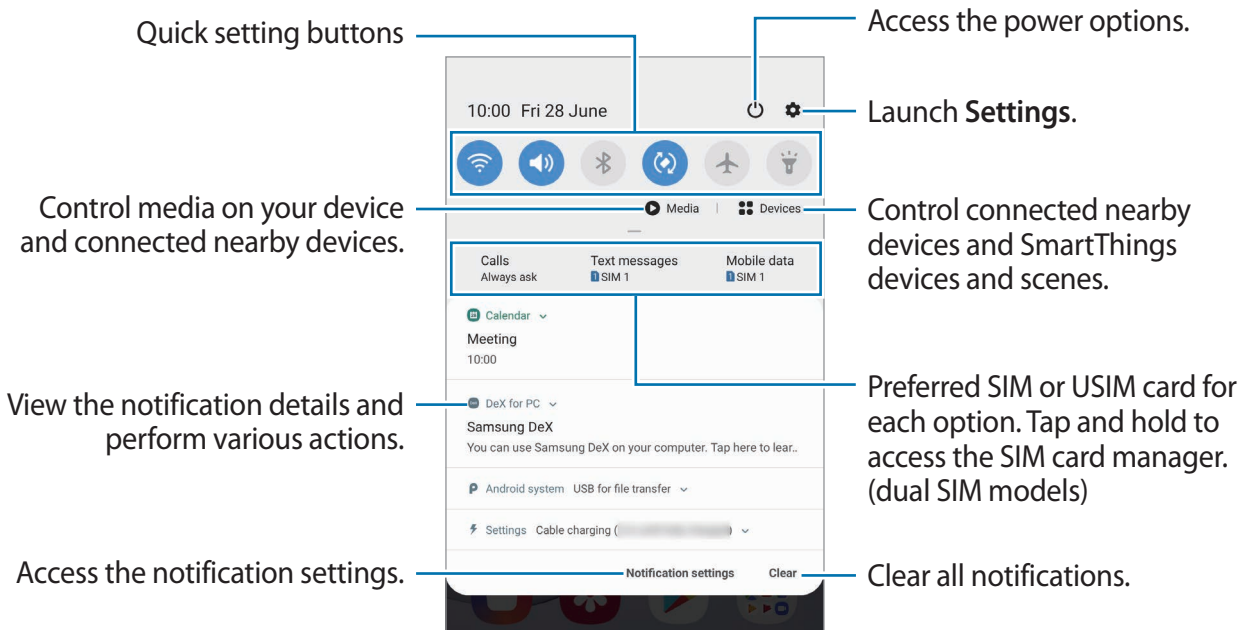 Quick setting buttons
Access the power options.
10:00 Fri 28 June
Launch Settings.
Control media on your device
and connected nearby devices.
Media
Devices
Control connected nearby
devices and SmartThings
devices and scenes.
Calls
Always ask
Text messages
1 SIM 1
Mobile data
1 SIM 1
Calendar
Meeting
10:00
View the notification details and
perform various actions.
DeX for PC
Samsung DeX
You can use Samsung DeX on your computer. Tap here to lear..
Preferred SIM or USIM card for
each option. Tap and hold to
access the SIM card manager.
(dual SIM models)
Android system USB for file transfer
Settings Cable charging ( )
Access the notification settings.
Notification settings
Clear
Clear all notifications.